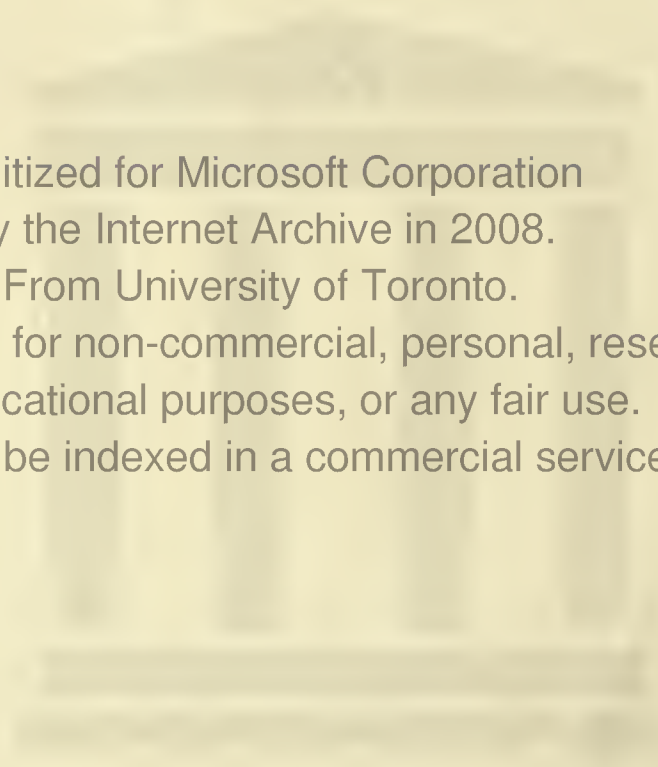 itized for Microsoft Corporation
y the Internet Archive in 2008.
From University of Toronto.
for non-commercial, personal, rese
cational purposes, or any fair use.
be indexed in a commercial service